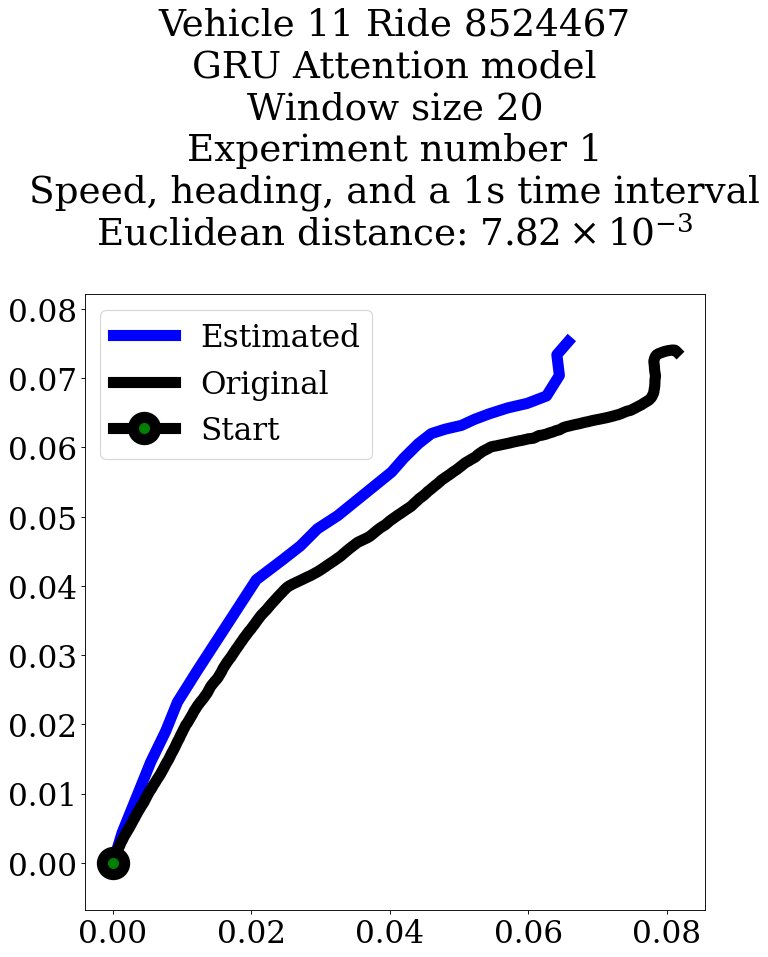 Vehicle 11 Ride 8524467
GRU Attention model
Window size 20
Experiment number 1
Speed, heading, and a 1s time interval
Euclidean distance: 7.82 × 10⁻³
0.08
0.07
0.06
0.05
0.04
0.03
0.02
0.01
0.00
Estimated
Original
Start
0.00 0.02 0.04 0.06 0.08